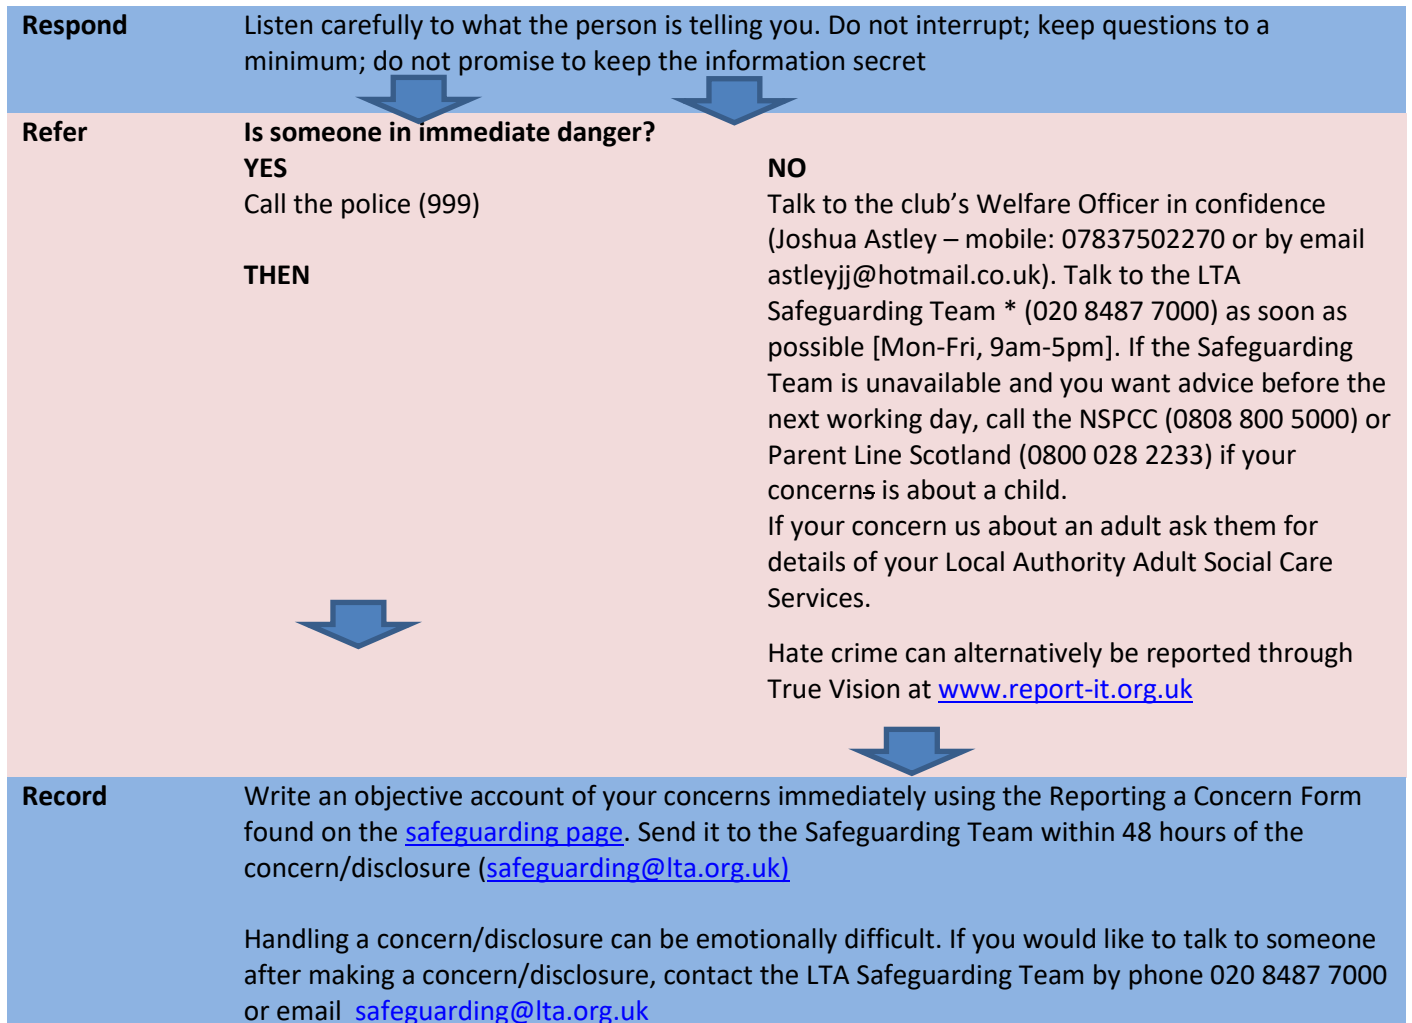 Respond
Listen carefully to what the person is telling you. Do not interrupt; keep questions to a
minimum; do not promise to keep the information secret
Refer
Is someone in immediate danger?
YES
Call the police (999)
THEN
NO
Talk to the club’s Welfare Officer in confidence
(Joshua Astley – mobile: 07837502270 or by email
astleyjj@hotmail.co.uk). Talk to the LTA
Safeguarding Team * (020 8487 7000) as soon as
possible [Mon-Fri, 9am-5pm]. If the Safeguarding
Team is unavailable and you want advice before the
next working day, call the NSPCC (0808 800 5000) or
Parent Line Scotland (0800 028 2233) if your
concerns is about a child.
If your concern us about an adult ask them for
details of your Local Authority Adult Social Care
Services.
Hate crime can alternatively be reported through
True Vision at www.report-it.org.uk
Record
Write an objective account of your concerns immediately using the Reporting a Concern Form
found on the safeguarding page. Send it to the Safeguarding Team within 48 hours of the
concern/disclosure (safeguarding@lta.org.uk)
Handling a concern/disclosure can be emotionally difficult. If you would like to talk to someone
after making a concern/disclosure, contact the LTA Safeguarding Team by phone 020 8487 7000
or email safeguarding@lta.org.uk